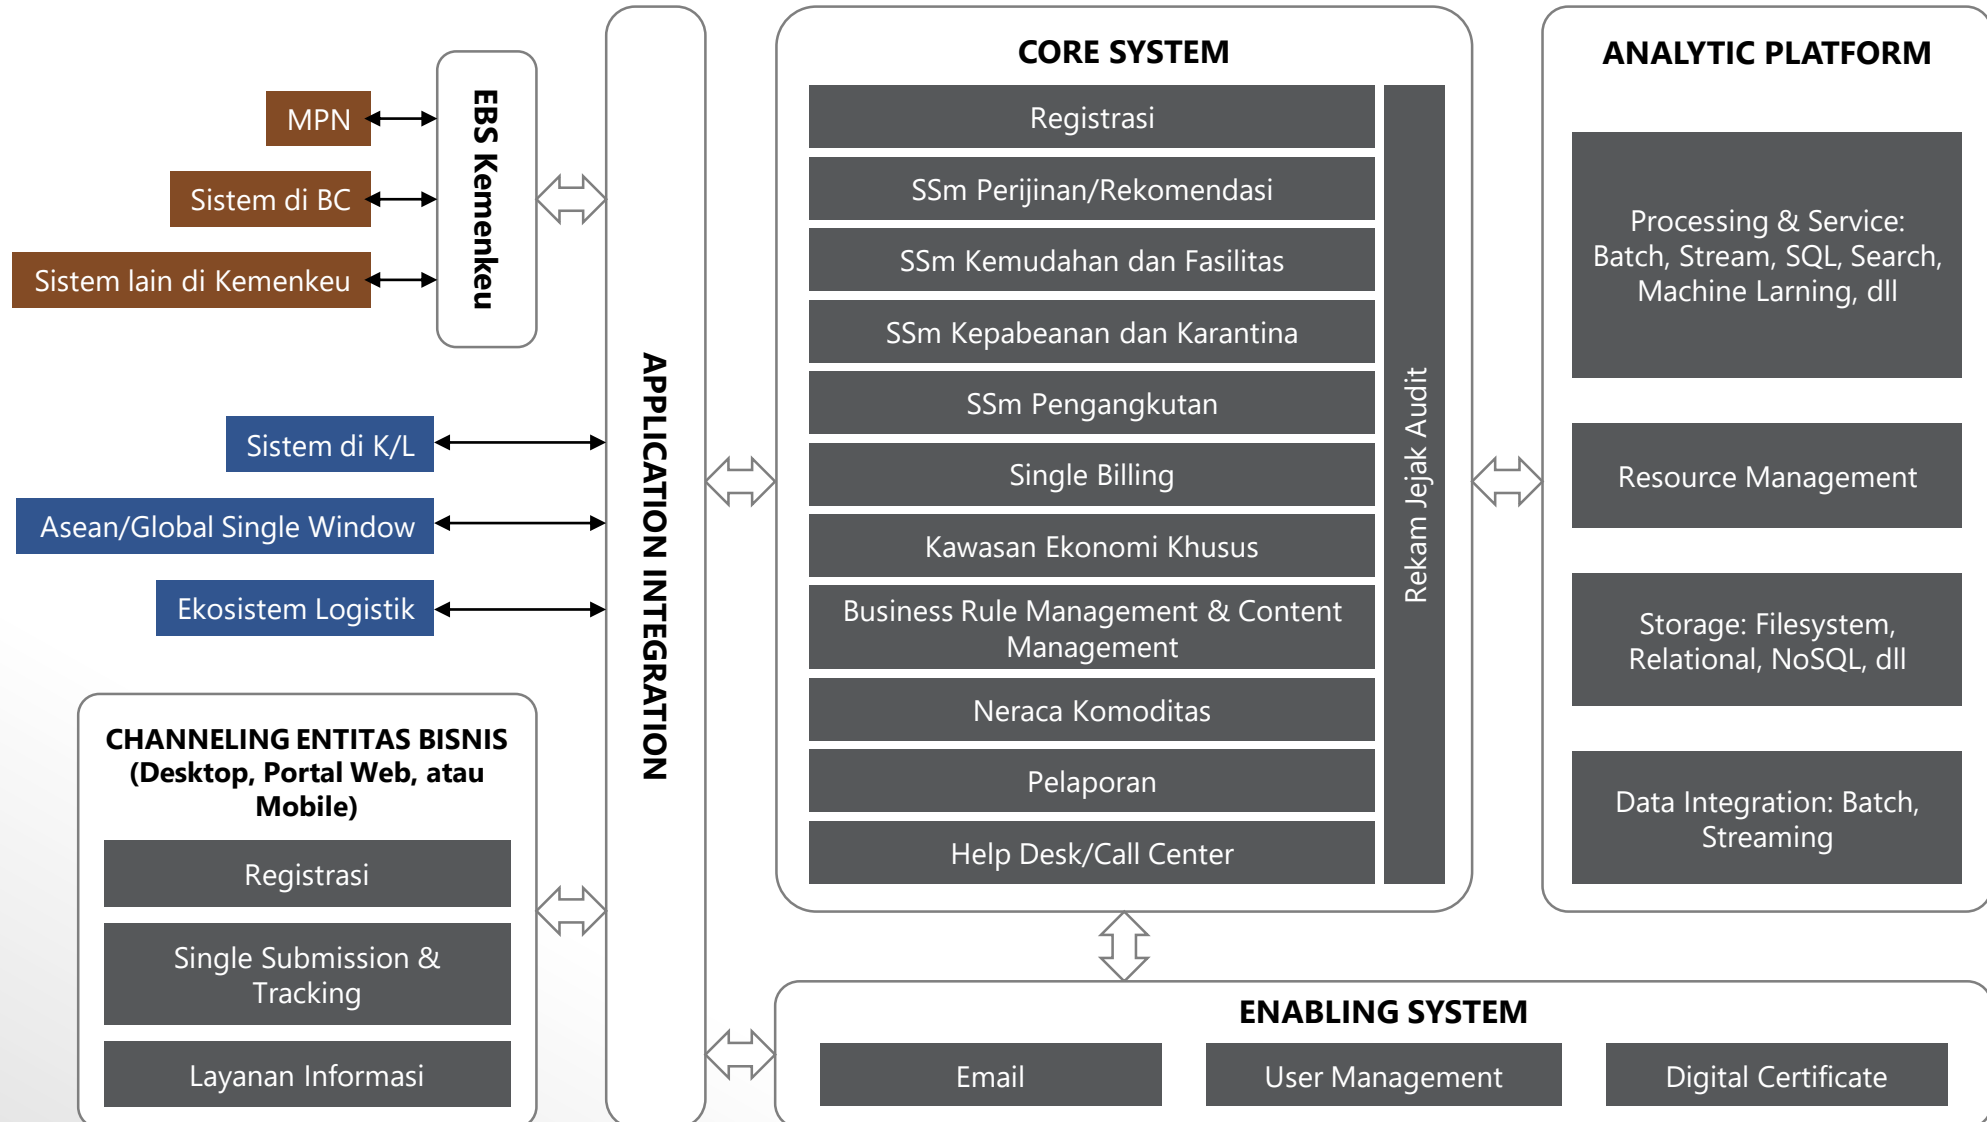 MPN
Sistem di BC
Sistem lain di Kemenkeu
EBS Kemenkeu
Sistem di K/L
Asean/Global Single Window
Ekosistem Logistik
CHANNELING ENTITAS BISNIS
(Desktop, Portal Web, atau
Mobile)
Registrasi
Single Submission &
Tracking
Layanan Informasi
APPLICATION INTEGRATION
CORE SYSTEM
Registrasi
SSm Perijinan/Rekomendasi
SSm Kemudahan dan Fasilitas
SSm Kepabeanan dan Karantina
SSm Pengangkutan
Single Billing
Kawasan Ekonomi Khusus
Business Rule Management & Content
Management
Neraca Komoditas
Pelaporan
Help Desk/Call Center
Rekam Jejak Audit
ANALYTIC PLATFORM
Processing & Service:
Batch, Stream, SQL, Search,
Machine Larning, dll
Resource Management
Storage: Filesystem,
Relational, NoSQL, dll
Data Integration: Batch,
Streaming
ENABLING SYSTEM
Email
User Management
Digital Certificate